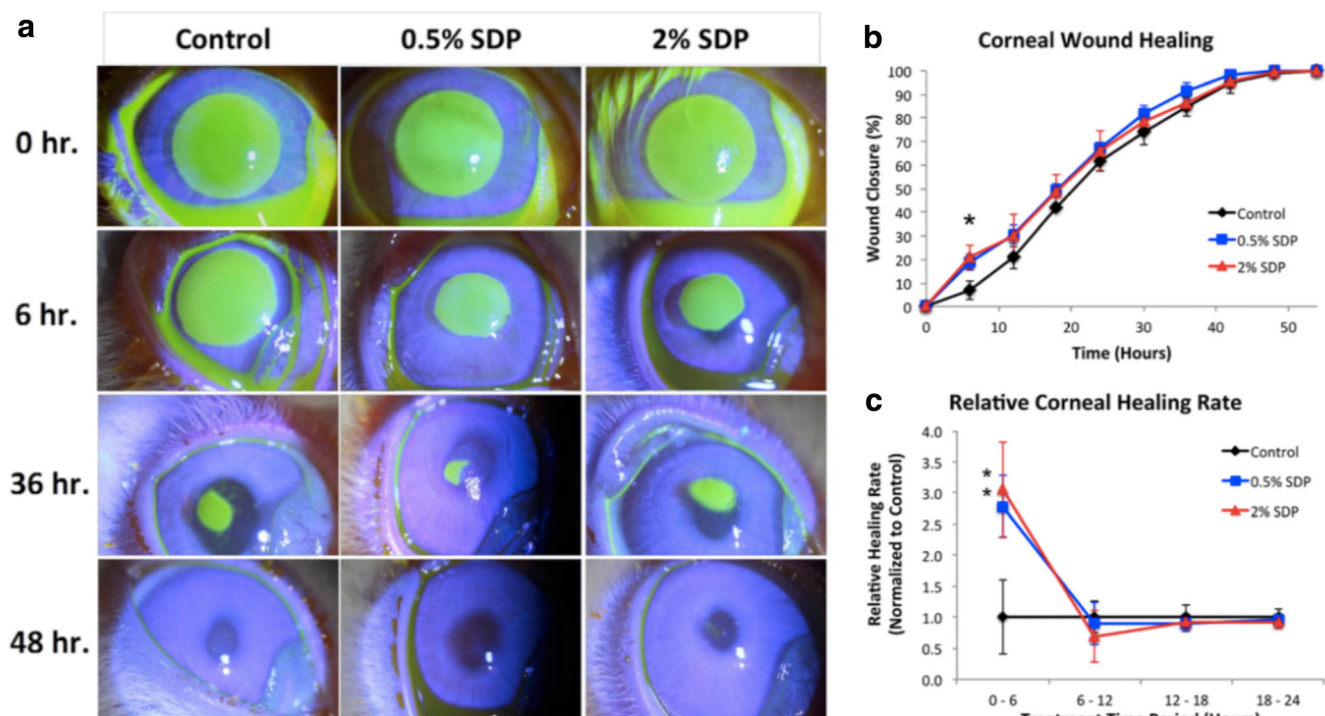 a
Control
0.5% SDP
2% SDP
0 hr.
6 hr.
36 hr.
48 hr.
b
Corneal Wound Healing
Wound Closure (%)
100
90
80
70
60
50
40
30
20
10
0
*
Control
0.5% SDP
2% SDP
0
10
20
30
40
50
Time (Hours)
c
Relative Corneal Healing Rate
Relative Healing Rate
(Normalized to Control)
4.0
3.5
3.0
2.5
2.0
1.5
1.0
0.5
0.0
*
*
Control
0.5% SDP
2% SDP
0 - 6
6 - 12
12 - 18
18 - 24
Treatment Time Period (Hours)